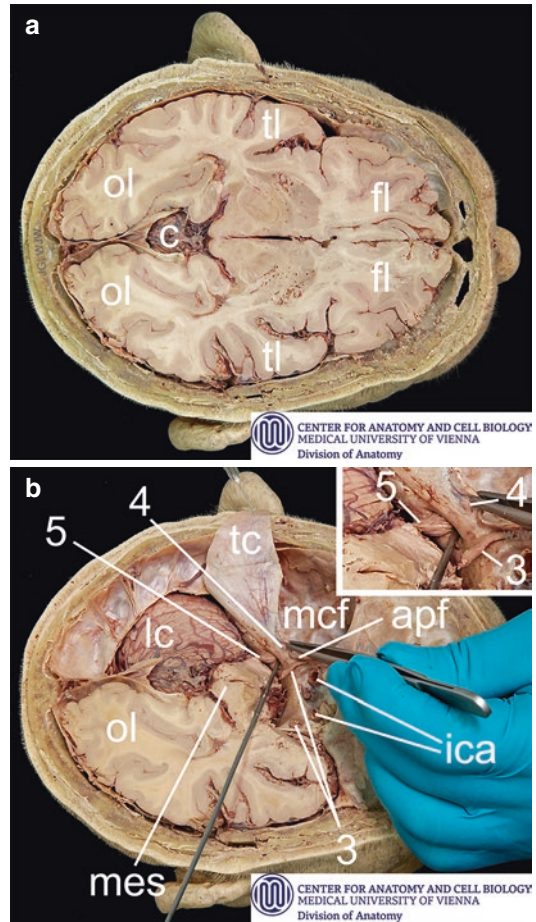 a
tl
ol
fl
c
ol
fl
tl
CENTER FOR ANATOMY AND CELL BIOLOGY
MEDICAL UNIVERSITY OF VIENNA
Division of Anatomy
b
4
5
tc
5
4
3
mcf
apf
lc
ol
ica
mes
3
CENTER FOR ANATOMY AND CELL BIOLOGY
MEDICAL UNIVERSITY OF VIENNA
Division of Anatomy